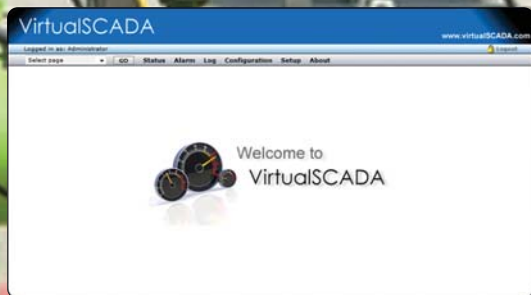 VirtualSCADA
www.virtualSCADA.com
Logged in as: Administrator
Logout
Select page GO Status Alarm Log Configuration Setup About
Welcome to
VirtualSCADA